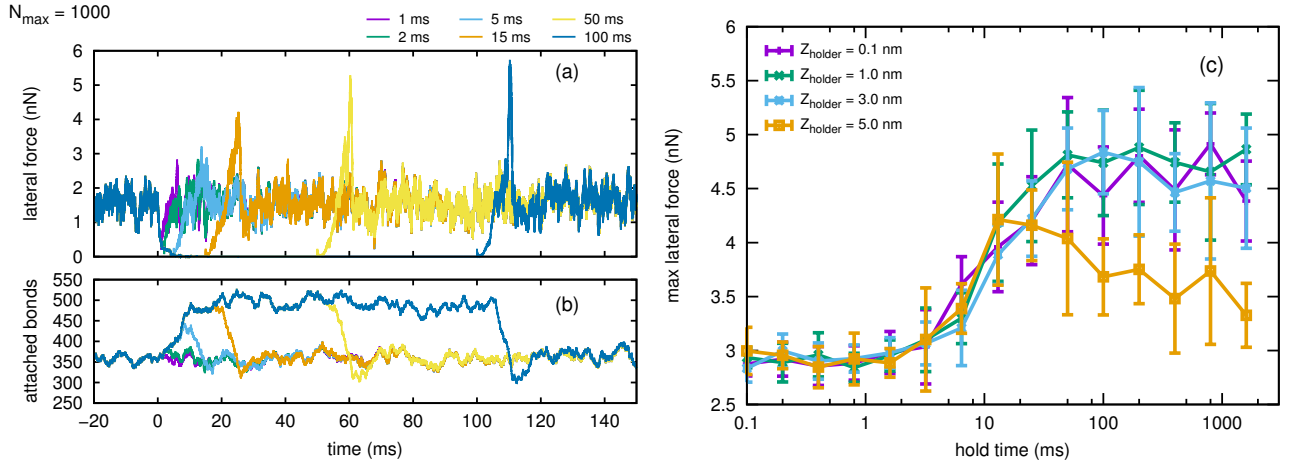 N_max = 1000
1 ms 5 ms 50 ms
2 ms 15 ms 100 ms
(a)
lateral force (nN)
6
5
4
3
2
1
0
(b)
attached bonds
550
500
450
400
350
300
250
−20 0 20 40 60 80 100 120 140
time (ms)
(c)
Z_holder = 0.1 nm
Z_holder = 1.0 nm
Z_holder = 3.0 nm
Z_holder = 5.0 nm
max lateral force (nN)
6
5.5
5
4.5
4
3.5
3
2.5
0.1 1 10 100 1000
hold time (ms)